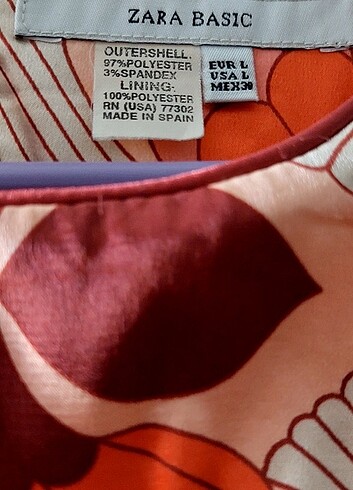 ZARA BASIC
OUTERSHELL:
97%POLYESTER
3%SPANDEX
LINING:
100%POLYESTER
RN (USA) 77302
MADE IN SPAIN
EUR L
USA L
MEX30